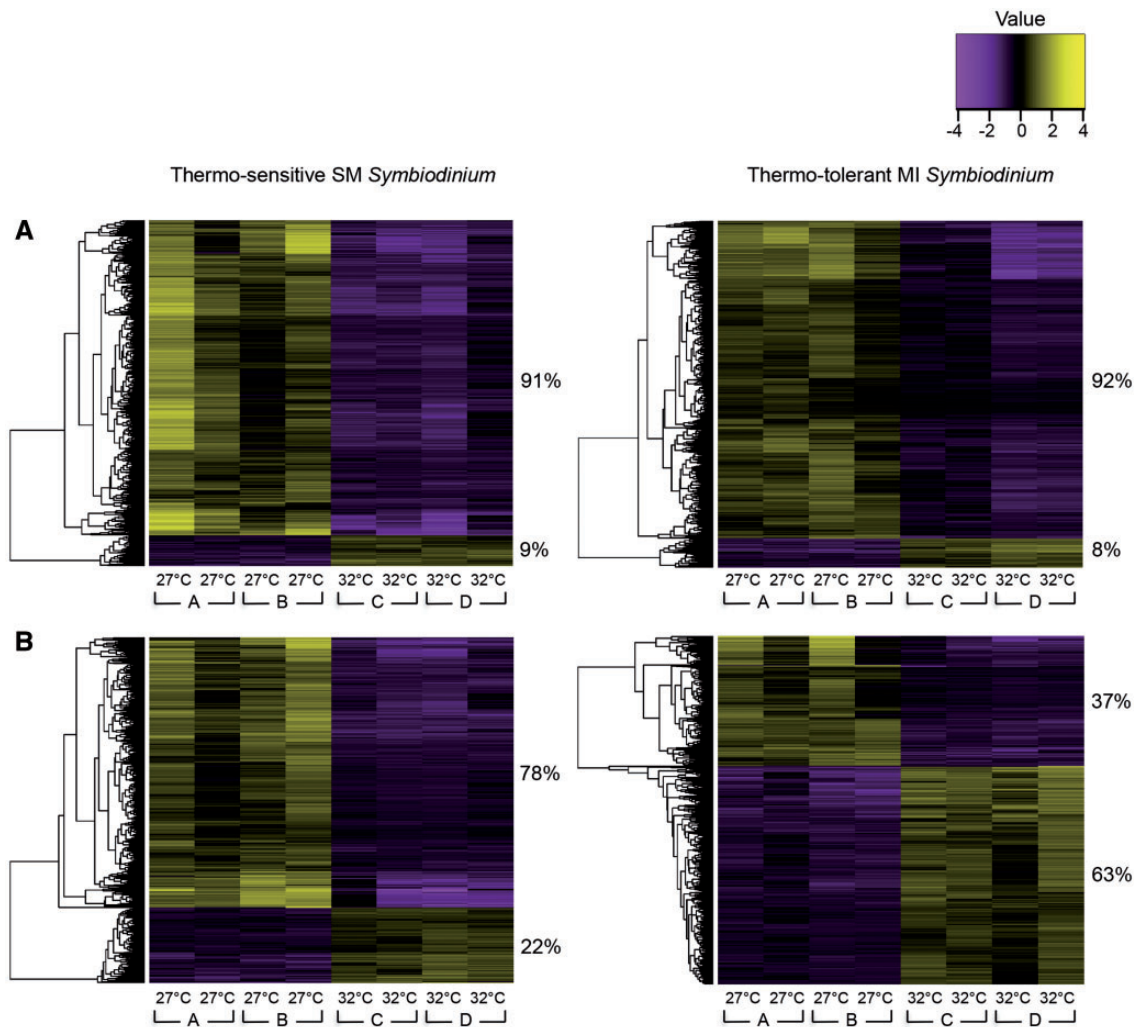 Value
-4 -2 0 2 4
Thermo-sensitive SM Symbiodinium
Thermo-tolerant MI Symbiodinium
A
91%
92%
9%
8%
27°C 27°C 27°C 27°C 32°C 32°C 32°C 32°C
A B C D
27°C 27°C 27°C 27°C 32°C 32°C 32°C 32°C
A B C D
B
78%
37%
63%
22%
27°C 27°C 27°C 27°C 32°C 32°C 32°C 32°C
A B C D
27°C 27°C 27°C 27°C 32°C 32°C 32°C 32°C
A B C D